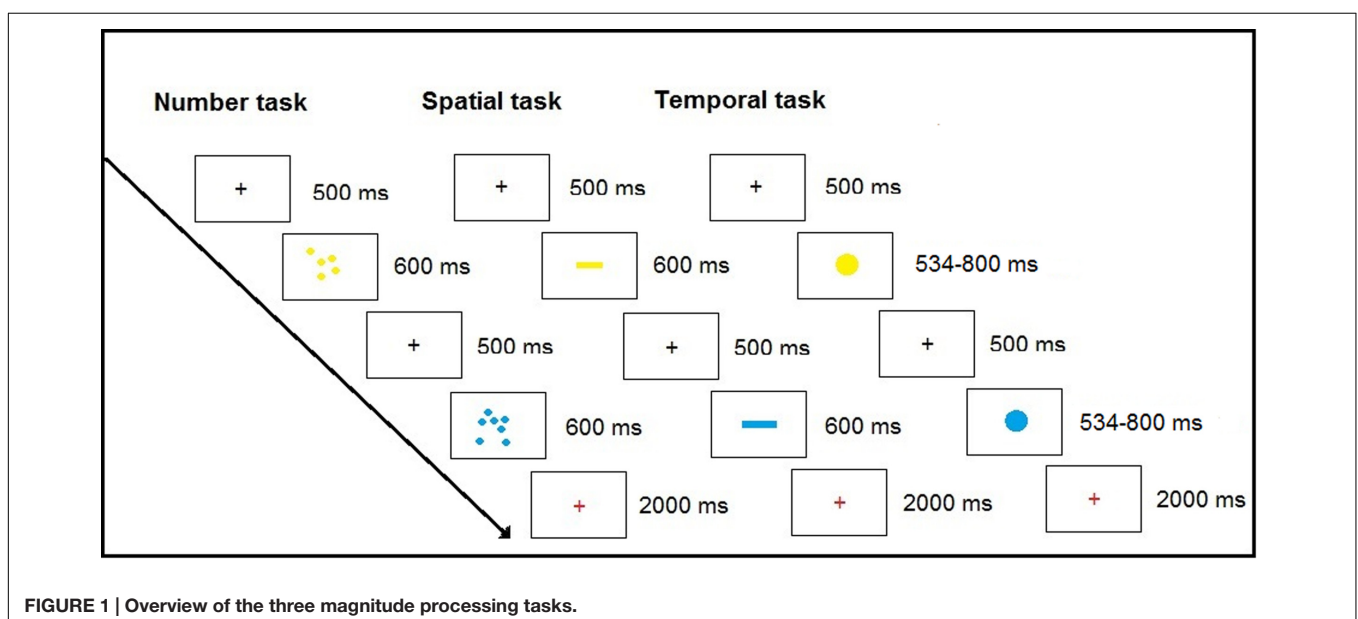 Number task Spatial task Temporal task
+ 500 ms + 500 ms + 500 ms
600 ms 600 ms 534-800 ms
+ 500 ms + 500 ms + 500 ms
600 ms 600 ms 534-800 ms
+ 2000 ms + 2000 ms + 2000 ms
FIGURE 1 | Overview of the three magnitude processing tasks.